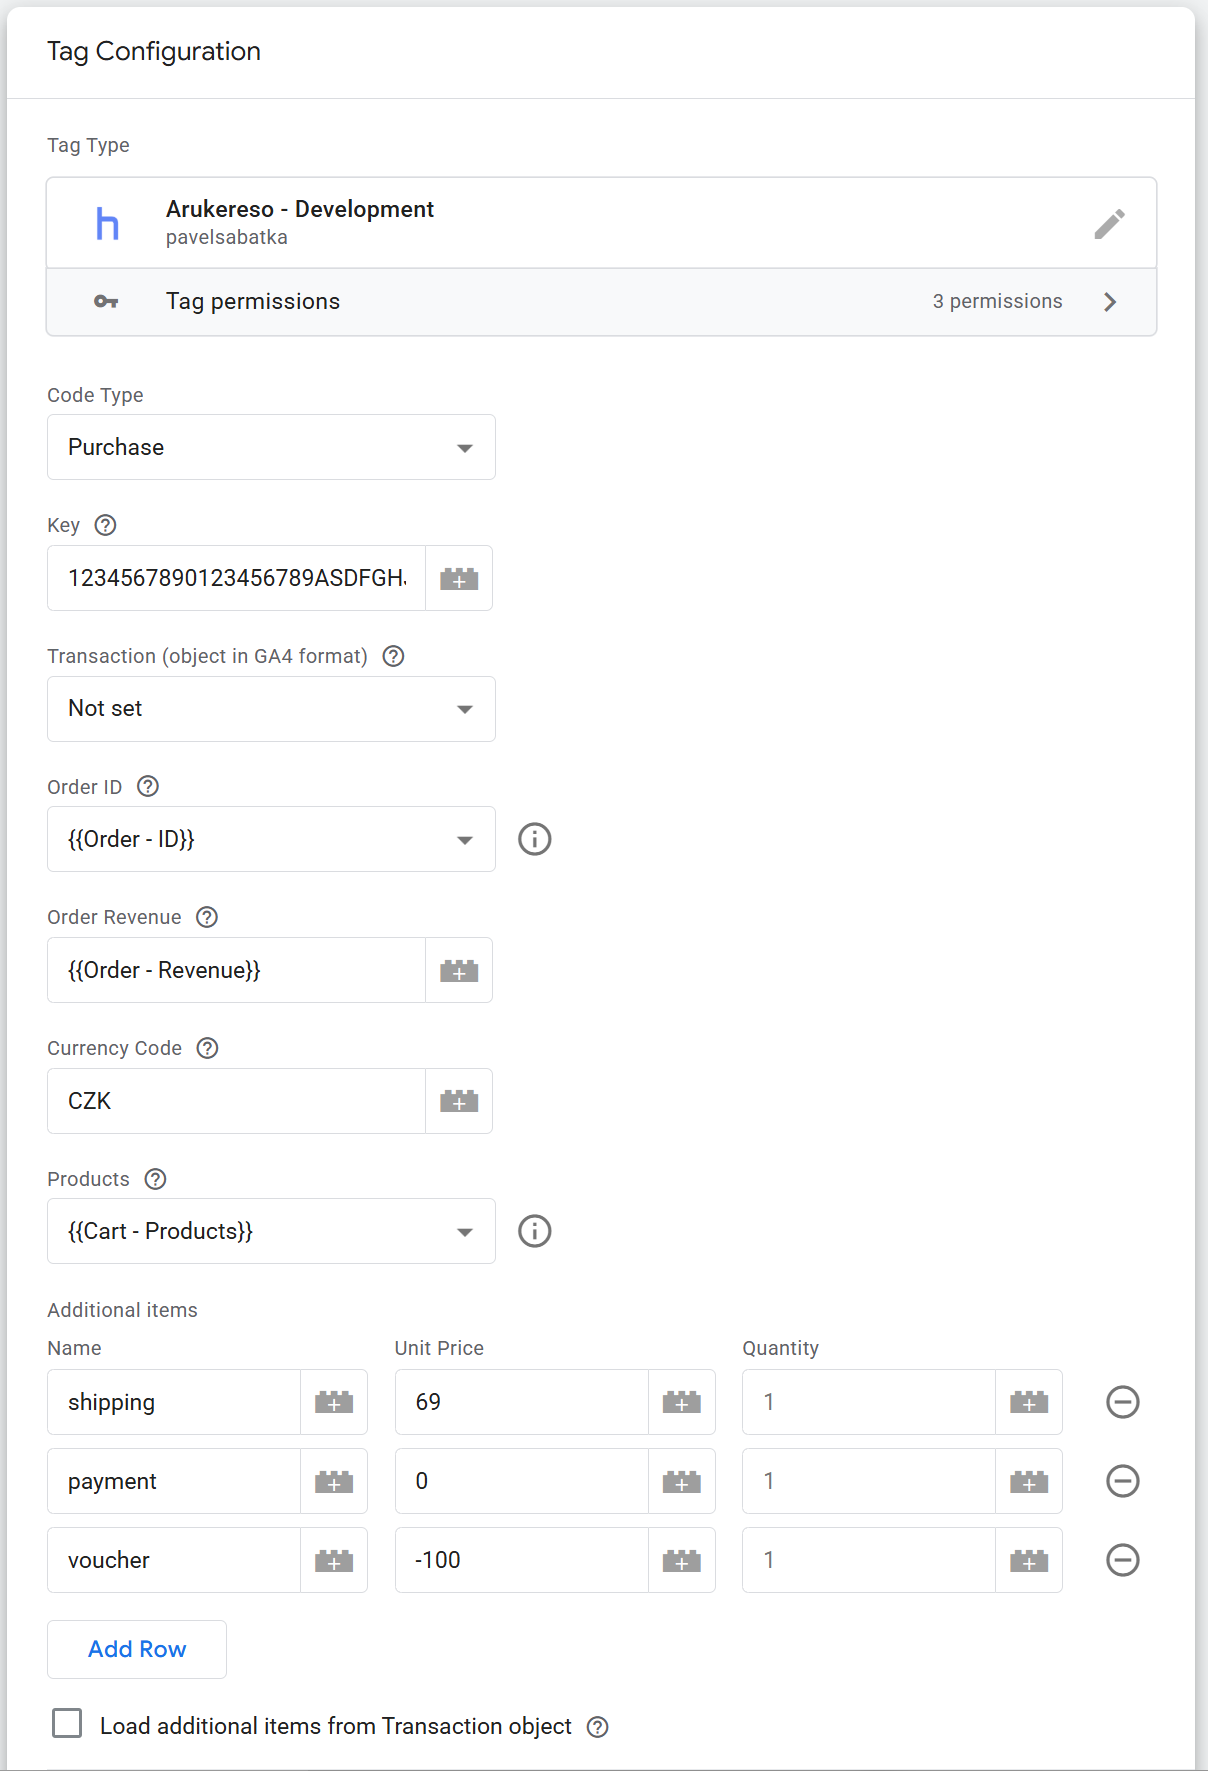 Tag Configuration
Tag Type
h
Arukereso - Development
pavelsabatka
Tag permissions 3 permissions
Code Type
Purchase
Key
1234567890123456789ASDFGH
Transaction (object in GA4 format)
Not set
Order ID
{{Order - ID}}
Order Revenue
{{Order - Revenue}}
Currency Code
CZK
Products
{{Cart - Products}}
Additional items
Name Unit Price Quantity
shipping 69 1
payment 0 1
voucher -100 1
Add Row
Load additional items from Transaction object